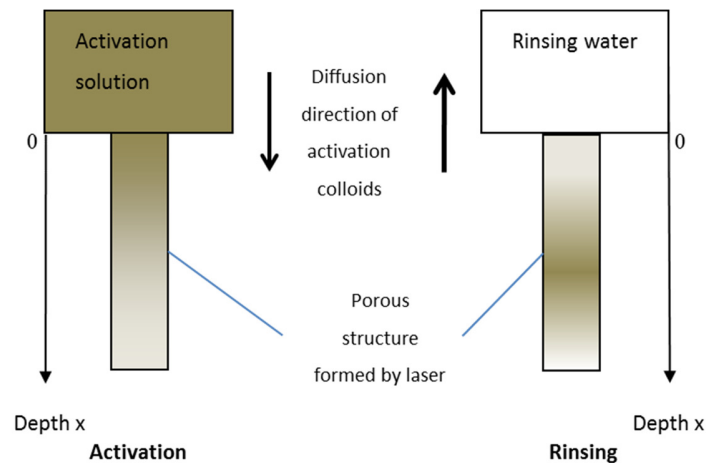 Activation
solution
0
Depth x
Activation
Diffusion
direction of
activation
colloids
Porous
structure
formed by laser
Rinsing water
0
Depth x
Rinsing